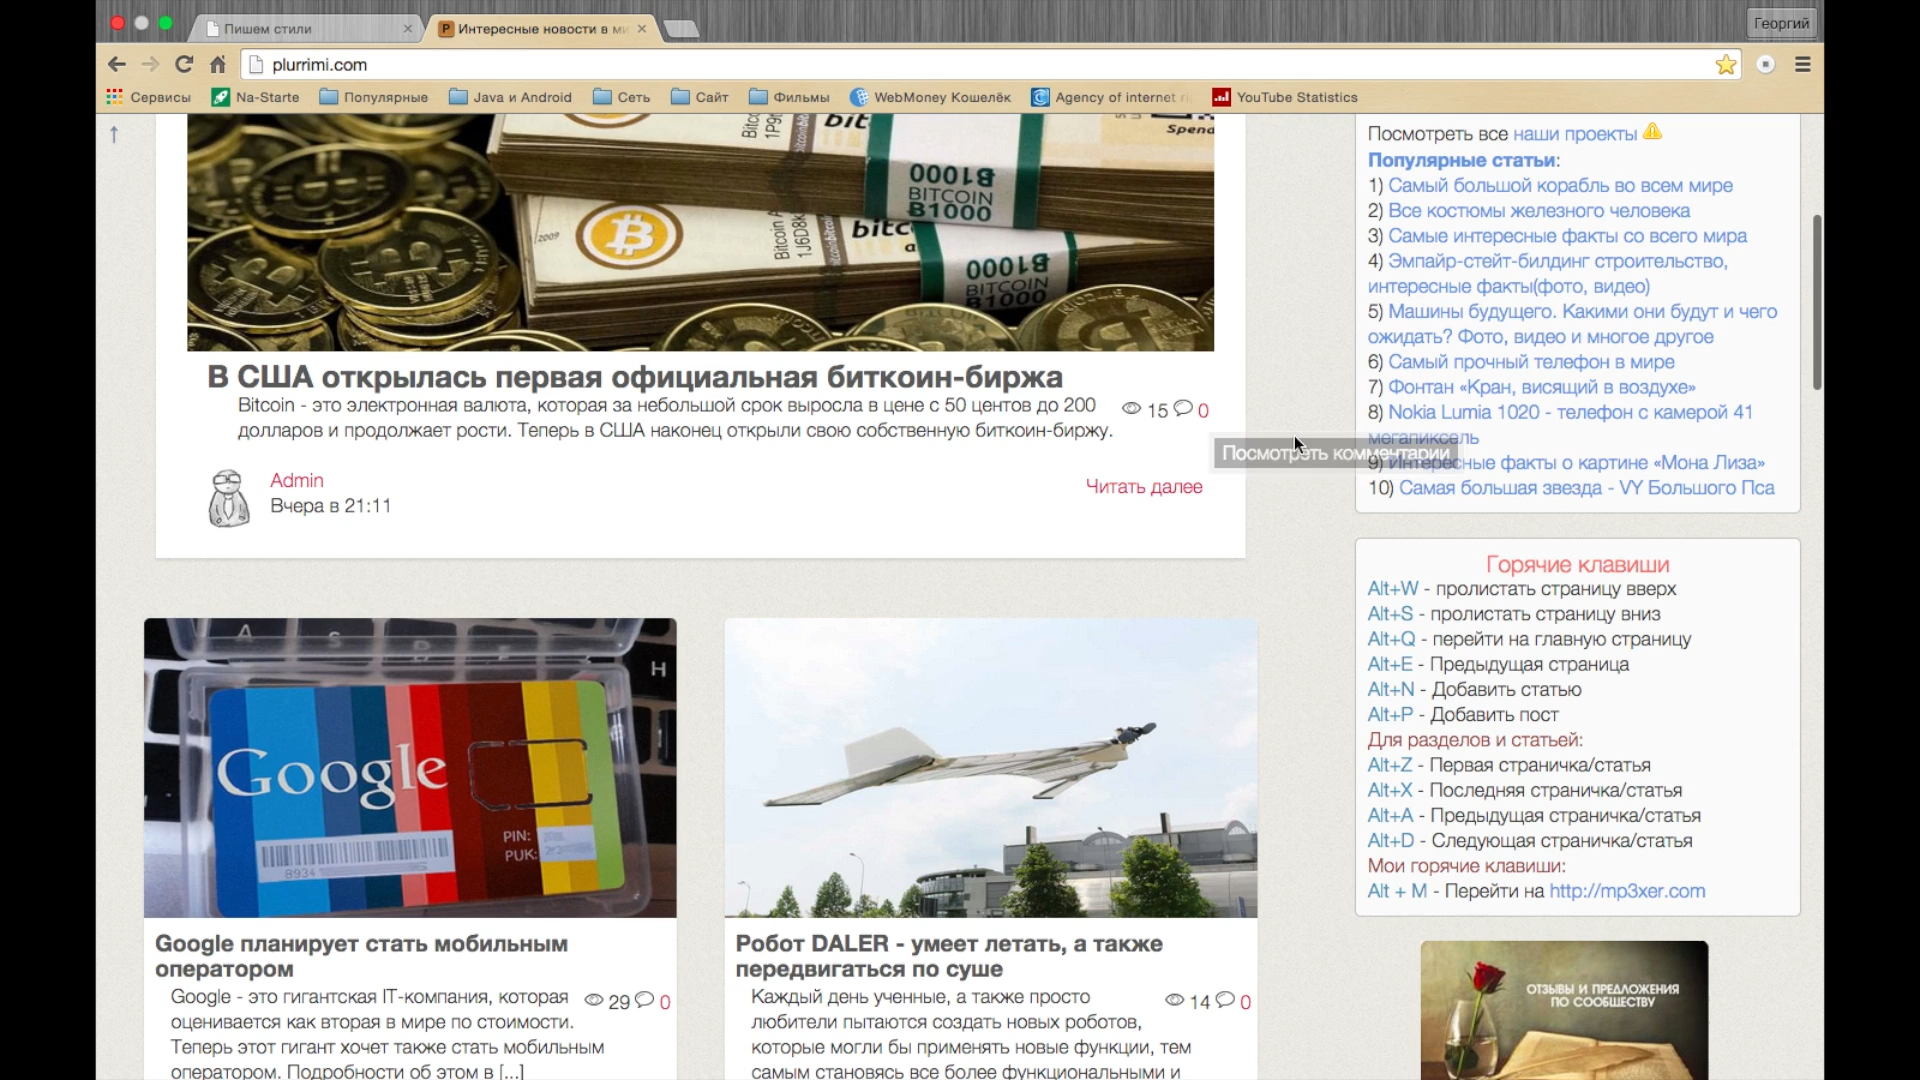 Пишем стили
Интересные новости в ми
Георгий
plurrimi.com
Сервисы
Na-Starte
Популярные
Java и Android
Сеть
Сайт
Фильмы
WebMoney Кошелёк
Agency of internet ri
YouTube Statistics
Spend
BITCOIN
B1000
2009
BITCOIN
B1000
В США открылась первая официальная биткоин-биржа
Bitcoin - это электронная валюта, которая за небольшой срок выросла в цене с 50 центов до 200
долларов и продолжает рости. Теперь в США наконец открыли свою собственную биткоин-биржу.
15 0
Admin
Вчера в 21:11
Читать далее
Посмотреть комментарии
Google
PIN:
PUK:
8934
Google планирует стать мобильным
оператором
Google - это гигантская IT-компания, которая
оценивается как вторая в мире по стоимости.
Теперь этот гигант хочет также стать мобильным
оператором. Подробности об этом в [...]
29 0
Робот DALER - умеет летать, а также
передвигаться по суше
Каждый день ученные, а также просто
любители пытаются создать новых роботов,
которые могли бы применять новые функции, тем
самым становясь все более функциональными и
14 0
Посмотреть все наши проекты
Популярные статьи:
1) Самый большой корабль во всем мире
2) Все костюмы железного человека
3) Самые интересные факты со всего мира
4) Эмпайр-стейт-билдинг строительство,
интересные факты(фото, видео)
5) Машины будущего. Какими они будут и чего
ожидать? Фото, видео и многое другое
6) Самый прочный телефон в мире
7) Фонтан «Кран, висящий в воздухе»
8) Nokia Lumia 1020 - телефон с камерой 41
мегапиксель
9) Интересные факты о картине «Мона Лиза»
10) Самая большая звезда - VY Большого Пса
Горячие клавиши
Alt+W - пролистать страницу вверх
Alt+S - пролистать страницу вниз
Alt+Q - перейти на главную страницу
Alt+E - Предыдущая страница
Alt+N - Добавить статью
Alt+P - Добавить пост
Для разделов и статьей:
Alt+Z - Первая страничка/статья
Alt+X - Последняя страничка/статья
Alt+A - Предыдущая страничка/статья
Alt+D - Следующая страничка/статья
Мои горячие клавиши:
Alt + M - Перейти на http://mp3xer.com
ОТЗЫВЫ И ПРЕДЛОЖЕНИЯ
ПО СООБЩЕСТВУ